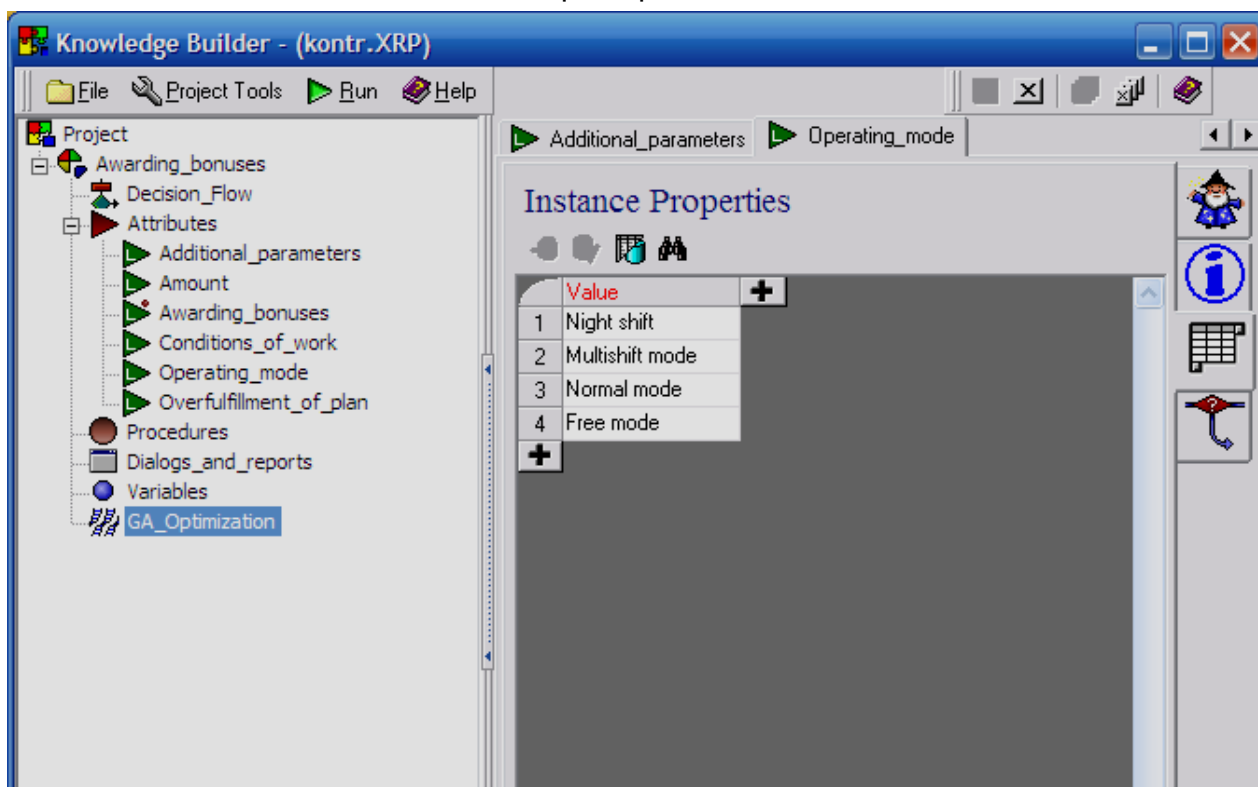 Knowledge Builder - (kontr.XRP)
File Project Tools Run Help
Project
Awarding_bonuses
Decision_Flow
Attributes
Additional_parameters
Amount
Awarding_bonuses
Conditions_of_work
Operating_mode
Overfulfillment_of_plan
Procedures
Dialogs_and_reports
Variables
GA_Optimization
Additional_parameters Operating_mode
Instance Properties
Value
1 Night shift
2 Multishift mode
3 Normal mode
4 Free mode